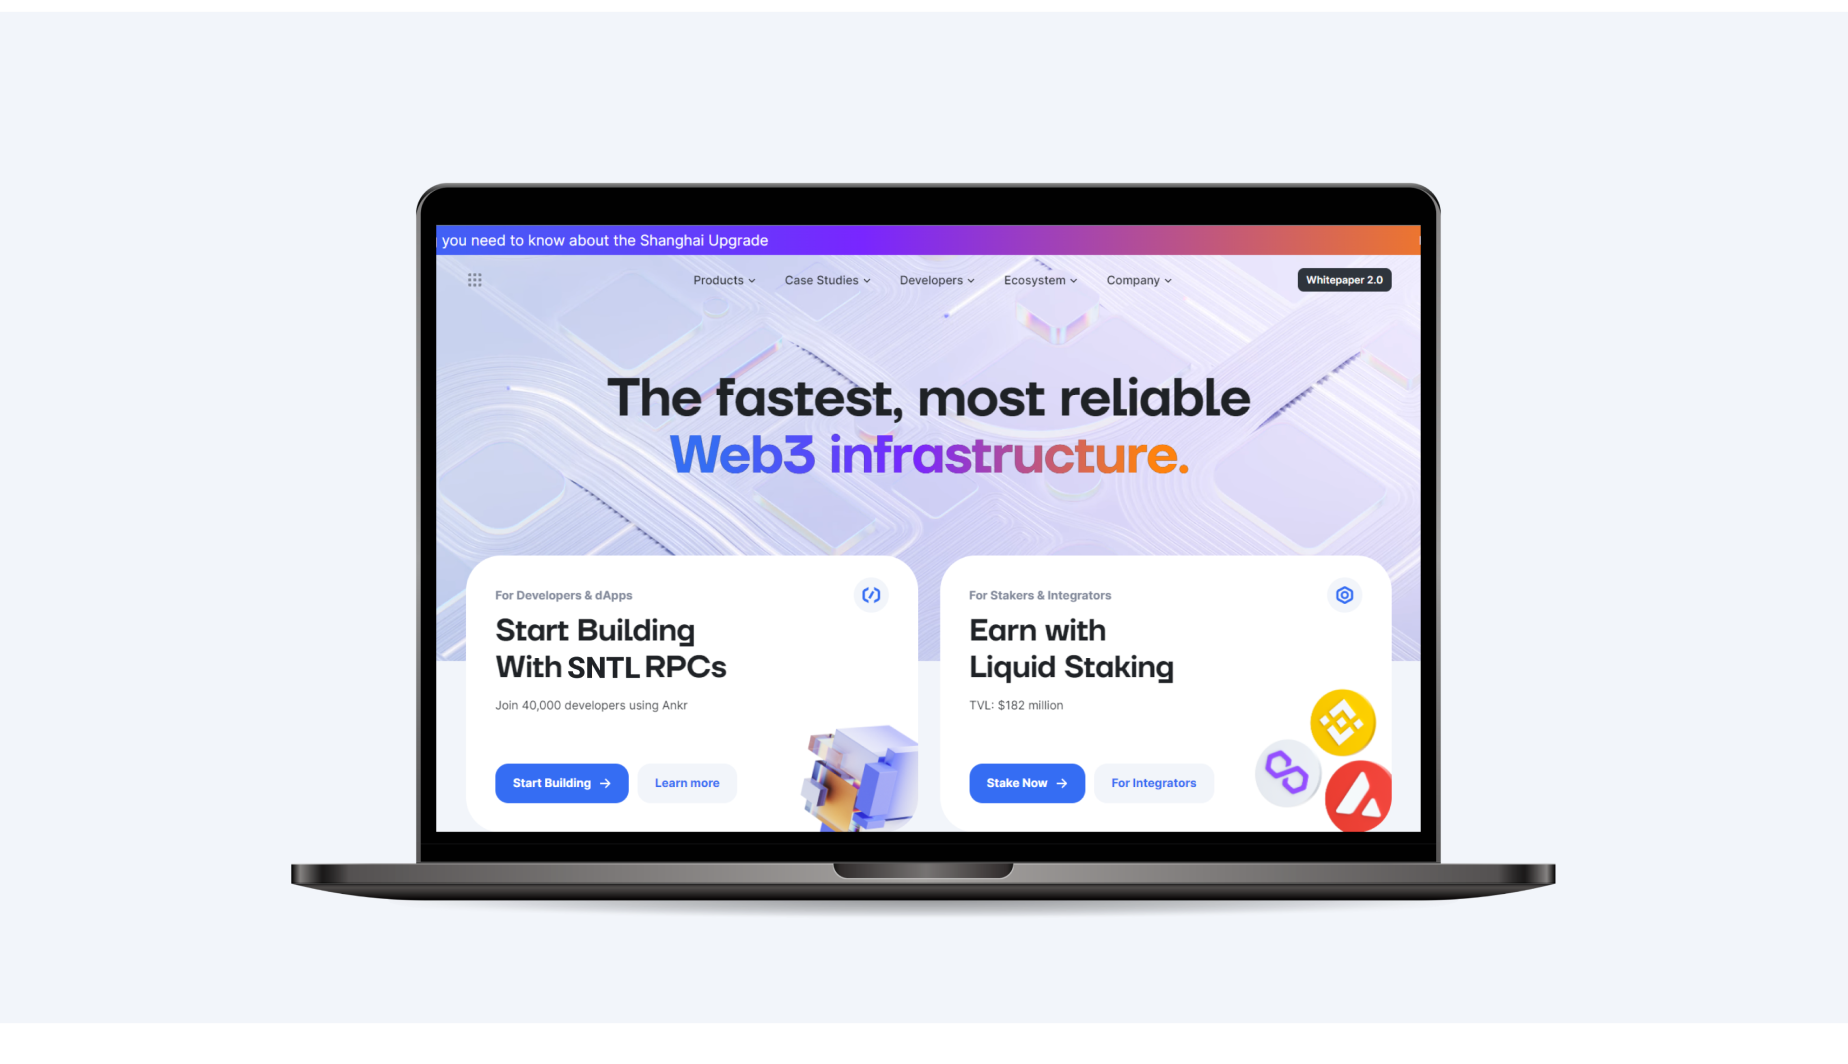 you need to know about the Shanghai Upgrade
Products
Case Studies
Developers
Ecosystem
Company
Whitepaper 2.0
The fastest, most reliable
Web3 infrastructure.
For Developers & dApps
Start Building
With SNTL RPCs
Join 40,000 developers using Ankr
Start Building
Learn more
For Stakers & Integrators
Earn with
Liquid Staking
TVL: $182 million
Stake Now
For Integrators